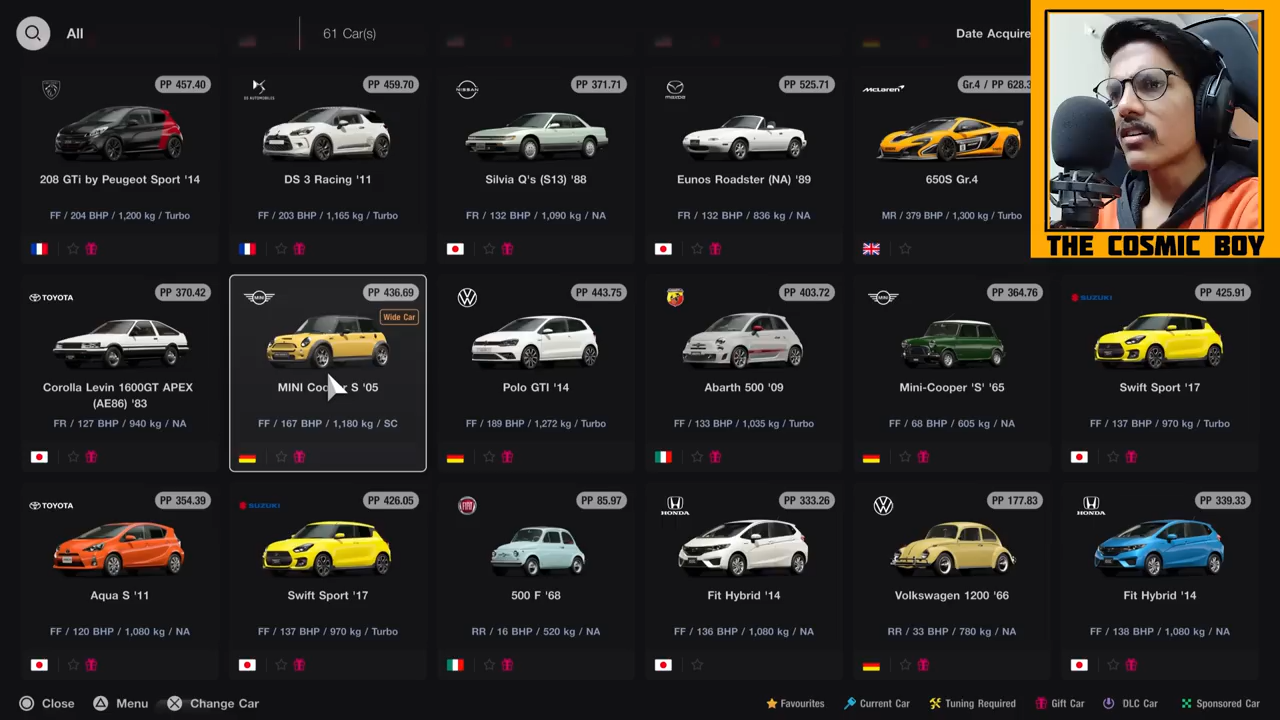 All
61 Car(s)
Date Acquire
PP 457.40
PP 459.70
NISSAN
PP 371.71
mazda
PP 525.71
McLaren
Gr.4 / PP 628.3
DS AUTOMOBILES
208 GTi by Peugeot Sport '14
DS 3 Racing '11
Silvia Q's (S13) '88
Eunos Roadster (NA) '89
650S Gr.4
FF / 204 BHP / 1,200 kg / Turbo
FF / 203 BHP / 1,165 kg / Turbo
FR / 132 BHP / 1,090 kg / NA
FR / 132 BHP / 836 kg / NA
MR / 379 BHP / 1,300 kg / Turbo
THE COSMIC BOY
TOYOTA
PP 370.42
MINI
PP 436.69
Wide Car
PP 443.75
PP 403.72
MINI
PP 364.76
SUZUKI
PP 425.91
Corolla Levin 1600GT APEX
(AE86) '83
MINI Coo S '05
Polo GTI '14
Abarth 500 '09
Mini-Cooper 'S' '65
Swift Sport '17
FR / 127 BHP / 940 kg / NA
FF / 167 BHP / 1,180 kg / SC
FF / 189 BHP / 1,272 kg / Turbo
FF / 133 BHP / 1,035 kg / Turbo
FF / 68 BHP / 605 kg / NA
FF / 137 BHP / 970 kg / Turbo
TOYOTA
PP 354.39
SUZUKI
PP 426.05
FIAT
PP 85.97
HONDA
PP 333.26
PP 177.83
HONDA
PP 339.33
Aqua S '11
Swift Sport '17
500 F '68
Fit Hybrid '14
Volkswagen 1200 '66
Fit Hybrid '14
FF / 120 BHP / 1,080 kg / NA
FF / 137 BHP / 970 kg / Turbo
RR / 16 BHP / 520 kg / NA
FF / 136 BHP / 1,080 kg / NA
RR / 33 BHP / 780 kg / NA
FF / 138 BHP / 1,080 kg / NA
Close
Menu
Change Car
Favourites
Current Car
Tuning Required
Gift Car
DLC Car
Sponsored Car